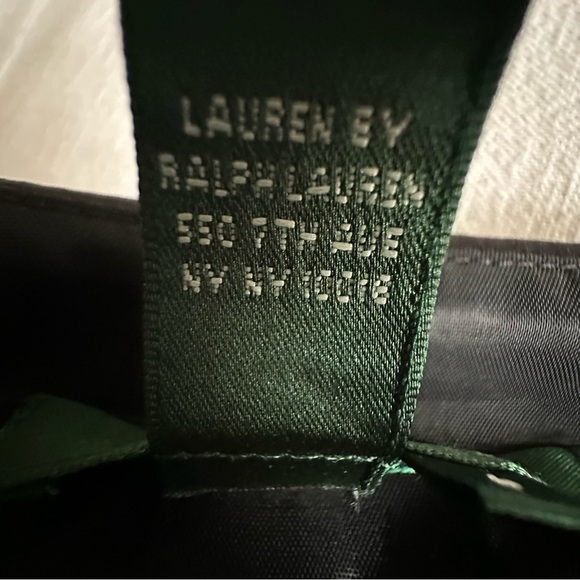 LAUREN BY
RALPH LAUREN
550 7TH AVE
NY NY 10018